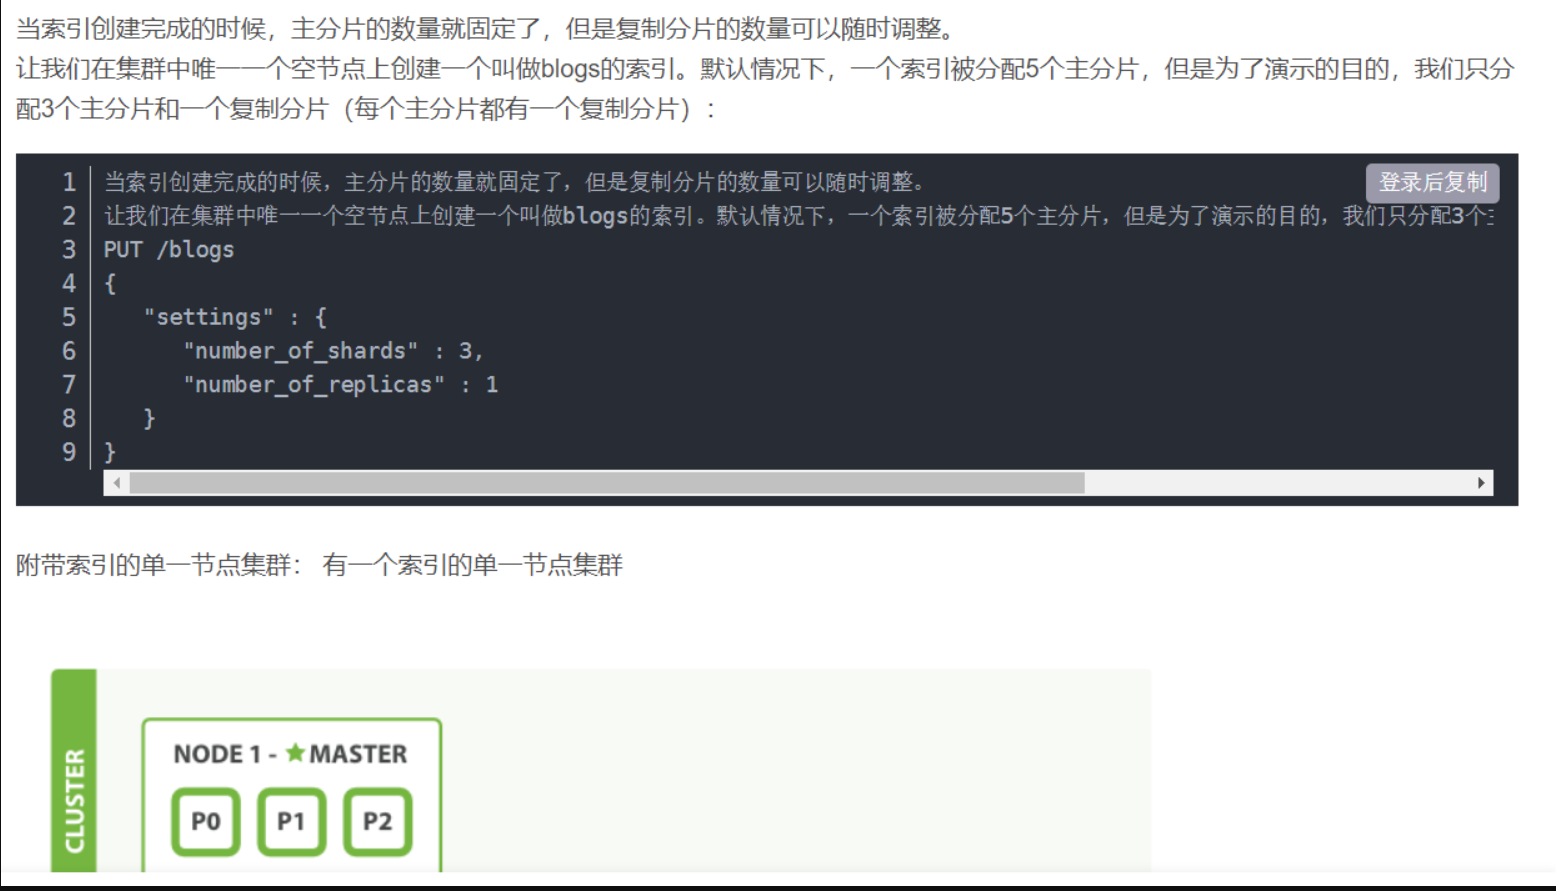 当索引创建完成的时候，主分片的数量就固定了，但是复制分片的数量可以随时调整。
让我们在集群中唯一一个空节点上创建一个叫做blogs的索引。默认情况下，一个索引被分配5个主分片，但是为了演示的目的，我们只分
配3个主分片和一个复制分片（每个主分片都有一个复制分片）：
1 当索引创建完成的时候，主分片的数量就固定了，但是复制分片的数量可以随时调整。
登录后复制
2 让我们在集群中唯一一个空节点上创建一个叫做blogs的索引。默认情况下，一个索引被分配5个主分片，但是为了演示的目的，我们只分配3个
3 PUT /blogs
4 {
5 "settings" : {
6 "number_of_shards" : 3,
7 "number_of_replicas" : 1
8 }
9 }
附带索引的单一节点集群： 有一个索引的单一节点集群
CLUSTER
NODE 1 - ★ MASTER
P0 P1 P2